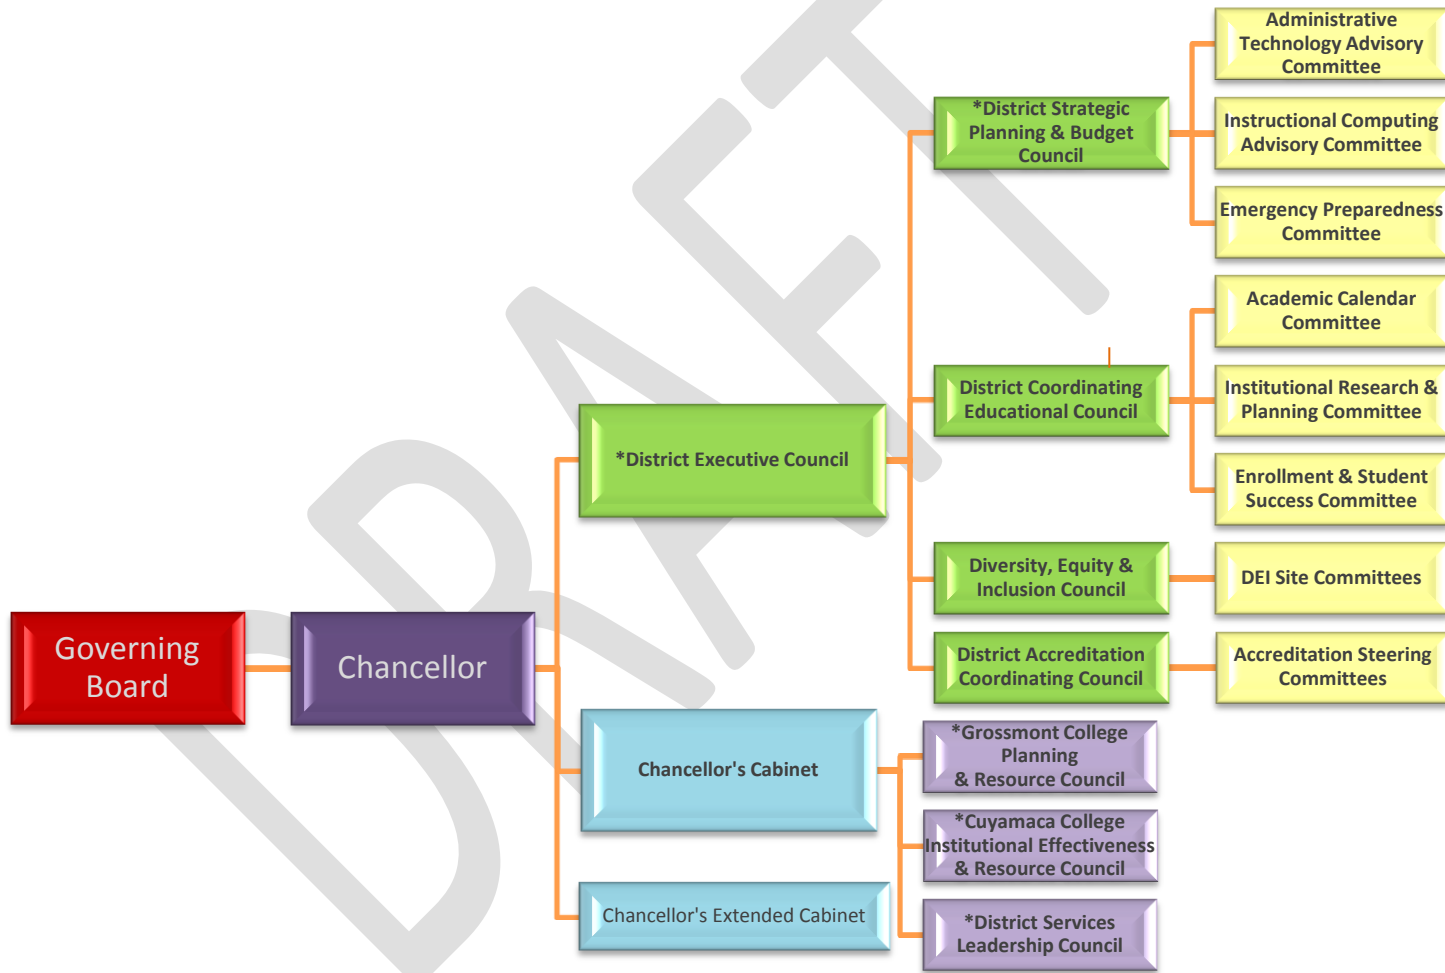 Governing
Board
Chancellor
*District Executive Council
*District Strategic
Planning & Budget
Council
Administrative
Technology Advisory
Committee
Instructional Computing
Advisory Committee
Emergency Preparedness
Committee
District Coordinating
Educational Council
Academic Calendar
Committee
Institutional Research &
Planning Committee
Enrollment & Student
Success Committee
Diversity, Equity &
Inclusion Council
DEI Site Committees
District Accreditation
Coordinating Council
Accreditation Steering
Committees
Chancellor's Cabinet
*Grossmont College
Planning
& Resource Council
*Cuyamaca College
Institutional Effectiveness
& Resource Council
*District Services
Leadership Council
Chancellor's Extended Cabinet
DRAFT